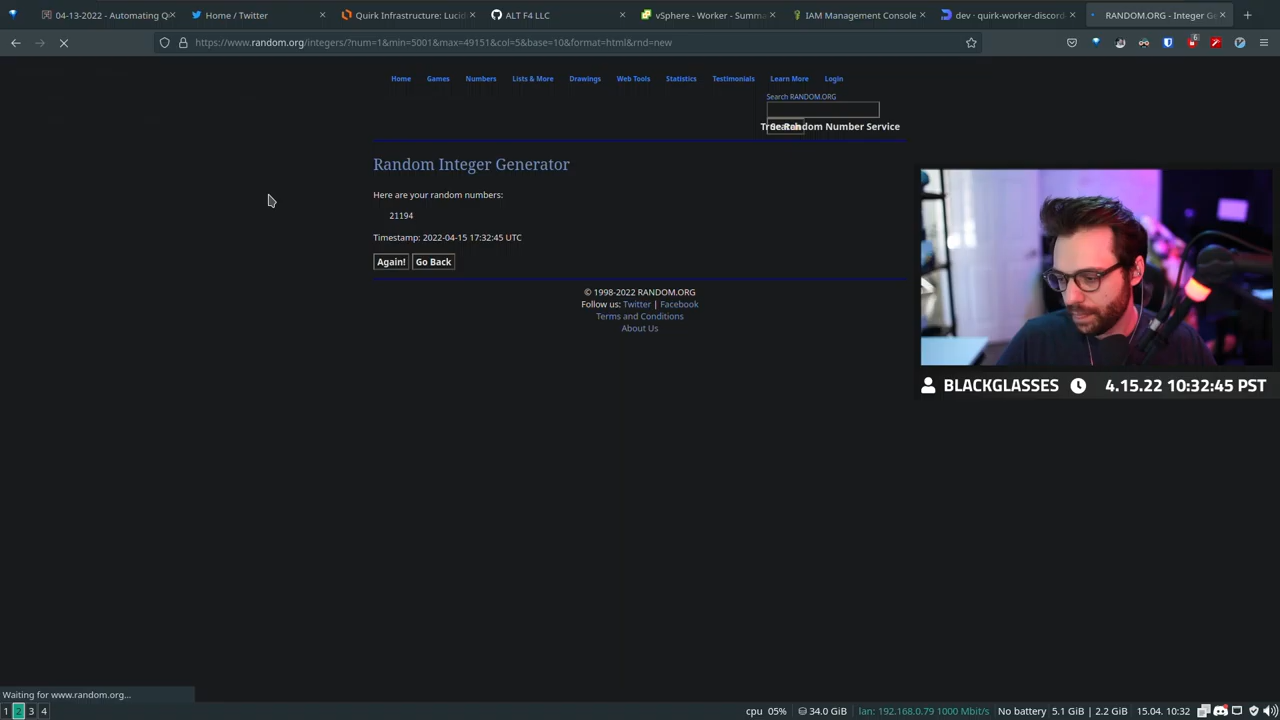 04-13-2022 - Automating Q
Home / Twitter
Quirk Infrastructure: Lucid
ALT F4 LLC
vSphere - Worker - Summa
IAM Management Console
dev · quirk-worker-discord
RANDOM.ORG - Integer Ge
https://www.random.org/integers/?num=1&min=5001&max=49151&col=5&base=10&format=html&rnd=new
6
Home Games Numbers Lists & More Drawings Web Tools Statistics Testimonials Learn More Login
Search RANDOM.ORG
Search
True Random Number Service
Random Integer Generator
Here are your random numbers:
21194
Timestamp: 2022-04-15 17:32:45 UTC
Again! Go Back
© 1998-2022 RANDOM.ORG
Follow us: Twitter | Facebook
Terms and Conditions
About Us
BLACKGLASSES 4.15.22 10:32:45 PST
Waiting for www.random.org...
1 2 3 4
cpu 05% 34.0 GiB lan: 192.168.0.79 1000 Mbit/s No battery 5.1 GiB | 2.2 GiB 15.04. 10:32